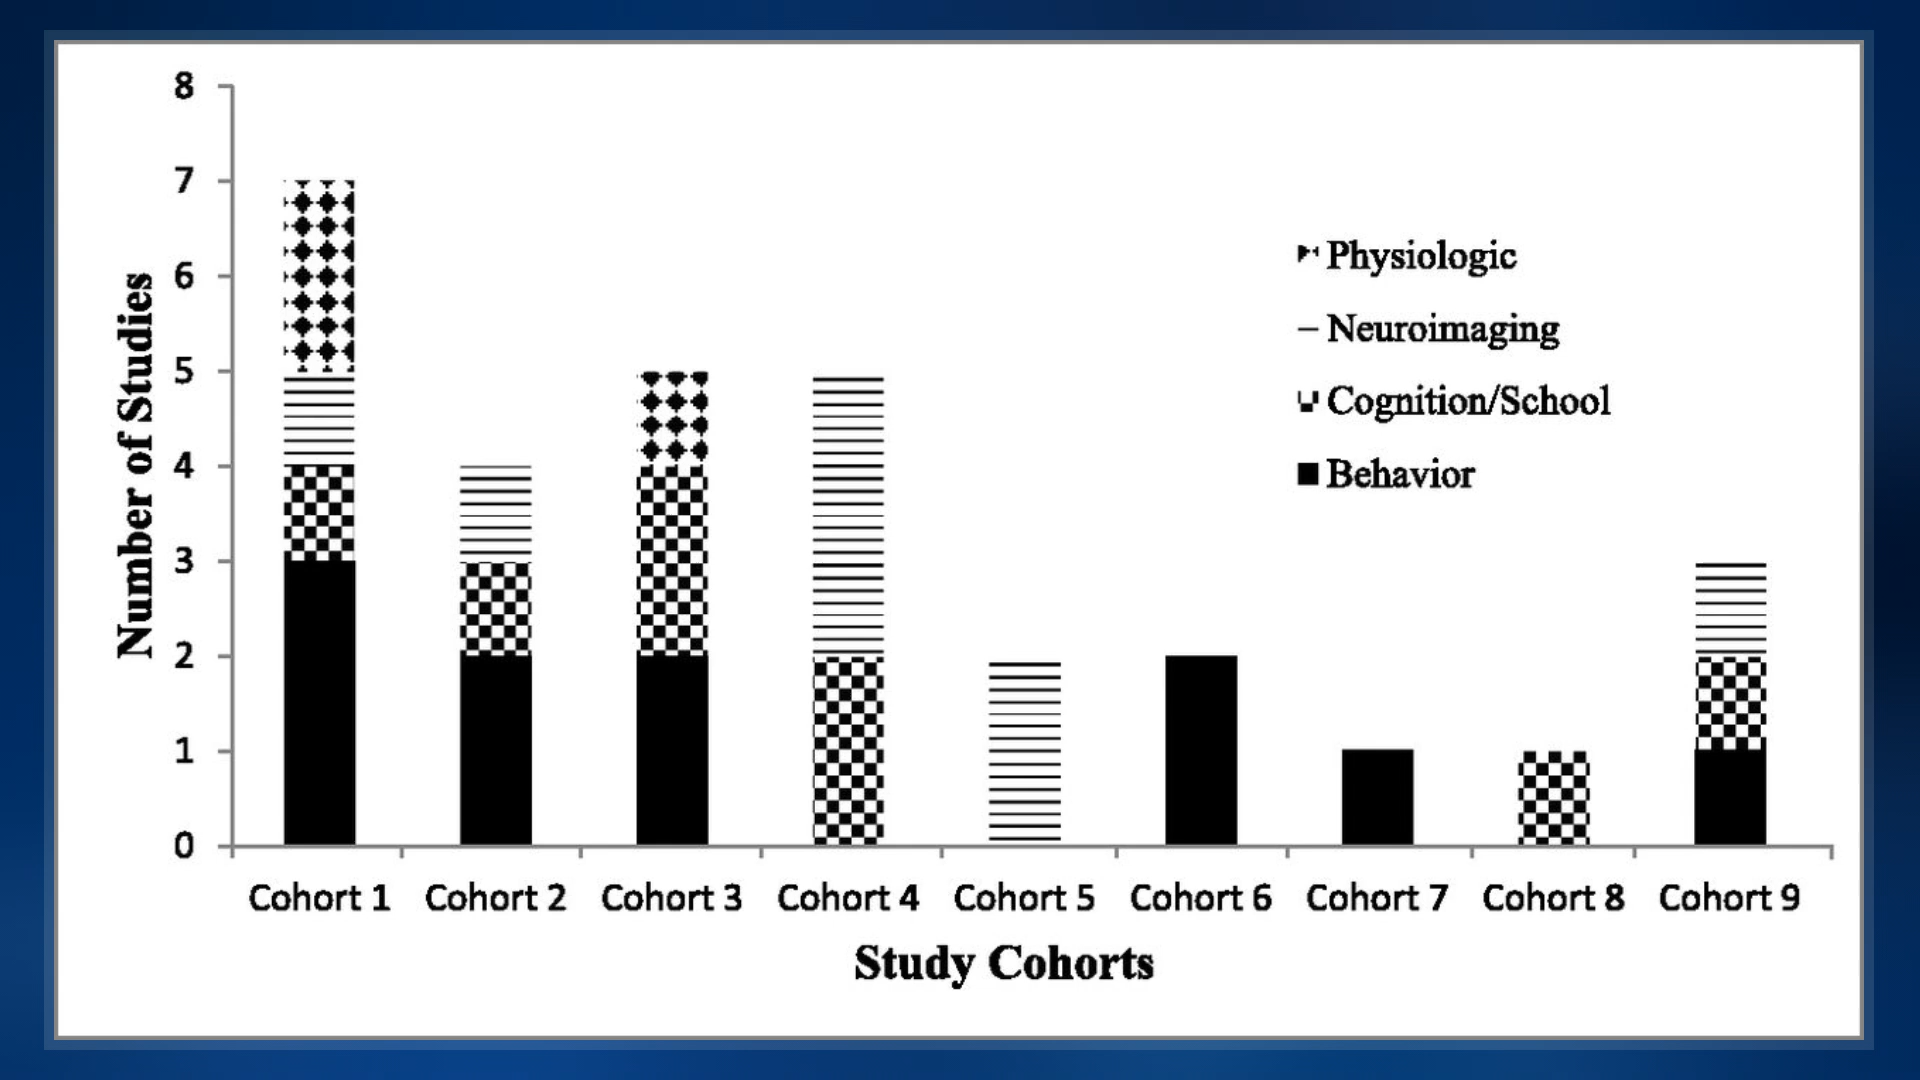 8
7
6
5
4
3
2
1
0
Number of Studies
Physiologic
Neuroimaging
Cognition/School
Behavior
Cohort 1 Cohort 2 Cohort 3 Cohort 4 Cohort 5 Cohort 6 Cohort 7 Cohort 8 Cohort 9
Study Cohorts